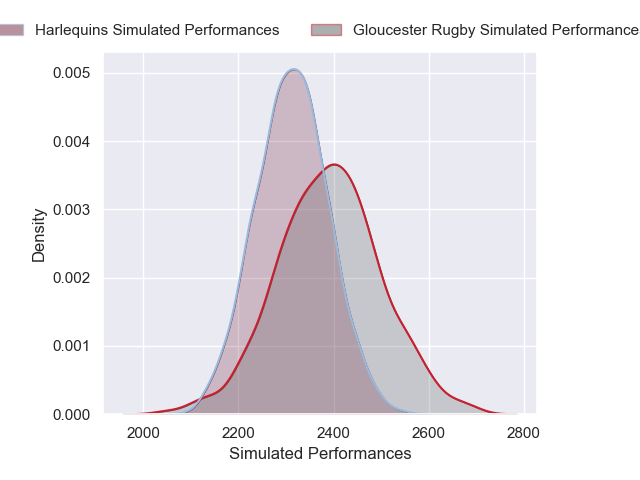 Harlequins Simulated Performances
Gloucester Rugby Simulated Performance
0.005
0.004
0.003
0.002
0.001
0.000
Density
2000
2200
2400
2600
2800
Simulated Performances